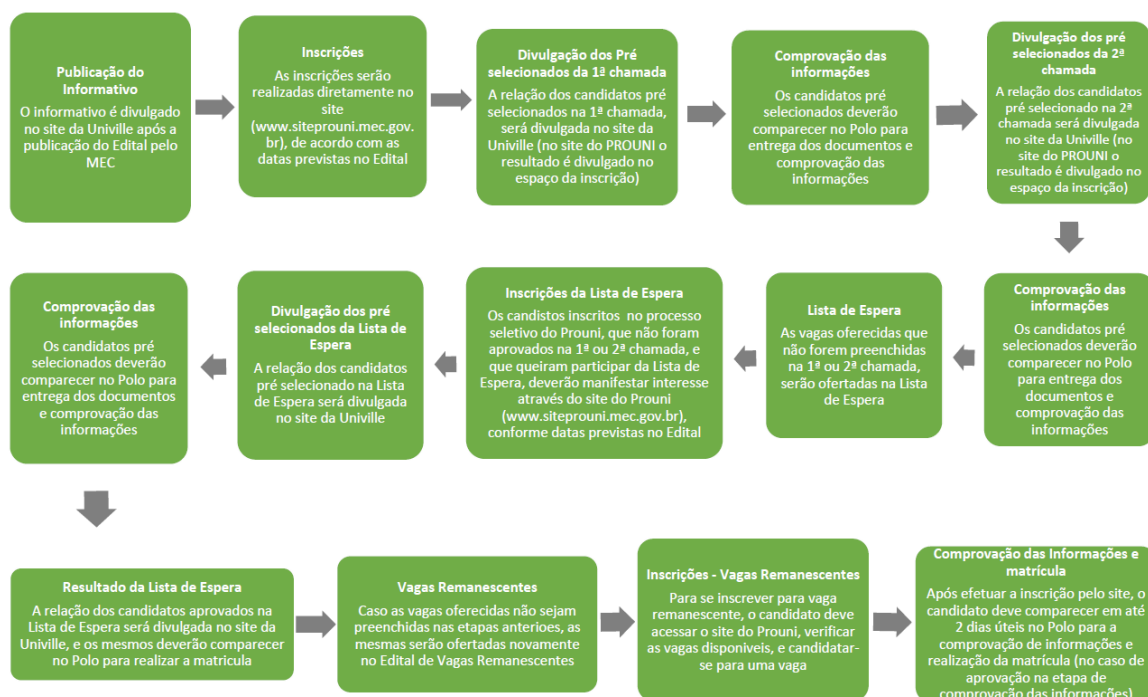 Publicação do
Informativo
O informativo é divulgado
no site da Univille após a
publicação do Edital pelo
MEC
Inscrições
As inscrições serão
realizadas diretamente no
site
(www.siteprouni.mec.gov.
br), de acordo com as
datas previstas no Edital
Divulgação dos Pré
selecionados da 1ª chamada
A relação dos candidatos pré
selecionados na 1ª chamada,
será divulgada no site da
Univille (no site do PROUNI o
resultado é divulgado no
espaço da inscrição)
Comprovação das
informações
Os candidatos pré
selecionados deverão
comparecer no Polo para
entrega dos documentos e
comprovação das
informações
Divulgação dos pré
selecionados da 2ª
chamada
A relação dos candidatos
pré selecionado na 2ª
chamada será divulgada
no site da Univille (no
site do PROUNI o
resultado é divulgado no
espaço da inscrição)
Comprovação das
informações
Os candidatos pré
selecionados deverão
comparecer no Polo
para entrega dos
documentos e
comprovação das
informações
Lista de Espera
As vagas oferecidas que
não forem preenchidas
na 1ª ou 2ª chamada,
serão ofertadas na Lista
de Espera
Inscrições da Lista de Espera
Os candistos inscritos no processo
seletivo do Prouni, que não foram
aprovados na 1ª ou 2ª chamada, e
que queiram participar da Lista de
Espera, deverão manifestar interesse
através do site do Prouni
(www.siteprouni.mec.gov.br),
conforme datas previstas no Edital
Divulgação dos pré
selecionados da Lista de
Espera
A relação dos candidatos
pré selecionado na Lista
de Espera será divulgada
no site da Univille
Comprovação das
informações
Os candidatos pré
selecionados deverão
comparecer no Polo para
entrega dos documentos
e comprovação das
informações
Resultado da Lista de Espera
A relação dos candidatos aprovados na
Lista de Espera será divulgada no site da
Univille, e os mesmos deverão comparecer
no Polo para realizar a matricula
Vagas Remanescentes
Caso as vagas oferecidas não sejam
preenchidas nas etapas anterioes, as
mesmas serão ofertadas novamente
no Edital de Vagas Remanescentes
Inscrições - Vagas Remanescentes
Para se inscrever para vaga
remanescente, o candidato deve
acessar o site do Prouni, verificar
as vagas disponiveis, e candidatar-
se para uma vaga
Comprovação das Informações e
matrícula
Após efetuar a inscrição pelo site, o
candidato deve comparecer em até
2 dias úteis no Polo para a
comprovação de informações e
realização da matrícula (no caso de
aprovação na etapa de
comprovação das informações)